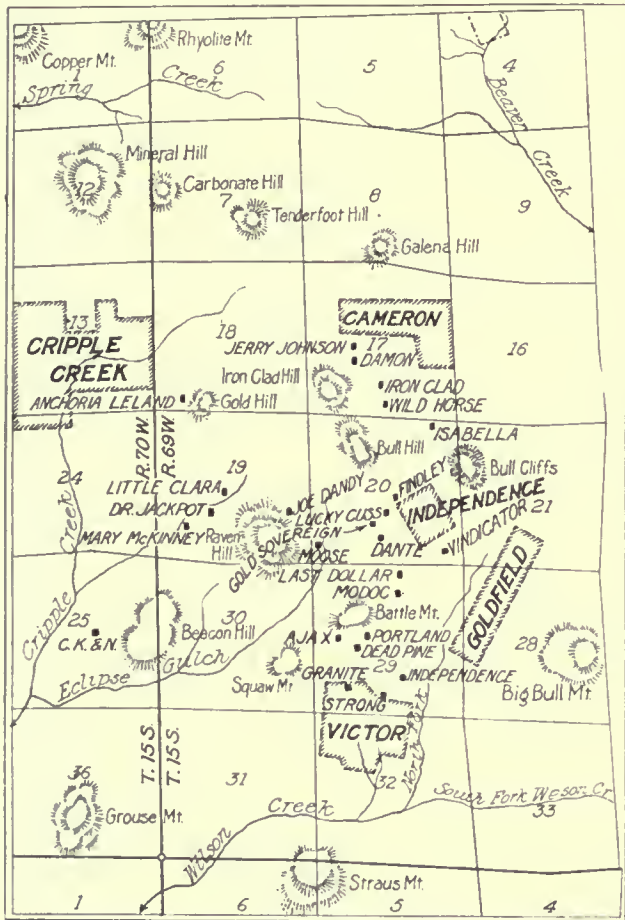 Copper Mt.
Rhyolite Mt.
1
6
5
4
Spring Creek
Beaver Creek
Mineral Hill
12
Carbonate Hill
7
Tenderfoot Hill
8
9
Galena Hill
13
18
CAMERON
17
16
CRIPPLE
CREEK
JERRY JOHNSON
DAMON
Iron Clad Hill
IRON CLAD
ANCHORIA LELAND
Gold Hill
WILD HORSE
ISABELLA
Bull Hill
R.70W.
R.69W.
24
19
20
FINDLEY
Bull Cliffs
LITTLE CLARA
JOE DANDY
INDEPENDENCE
21
DR. JACKPOT
LUCKY CUSS
VINDICATOR
MARY MCKINNEY
Raven
Hill
GOLD SOVEREIGN
MOOSE
DANTE
LAST DOLLAR
MODOC
GOLDFIELD
Cripple Creek
25
C.K.&N.
Beacon Hill
30
Battle Mt.
AJAX
PORTLAND
DEAD PINE
28
Eclipse Gulch
Squaw Mt
GRANITE
29
INDEPENDENCE
Big Bull Mt.
STRONG
VICTOR
T.15S.
T.15S.
North Fork
36
31
32
Grouse Mt.
South Fork Wilson Cr
33
Wilson Creek
Straus Mt.
1
6
5
4